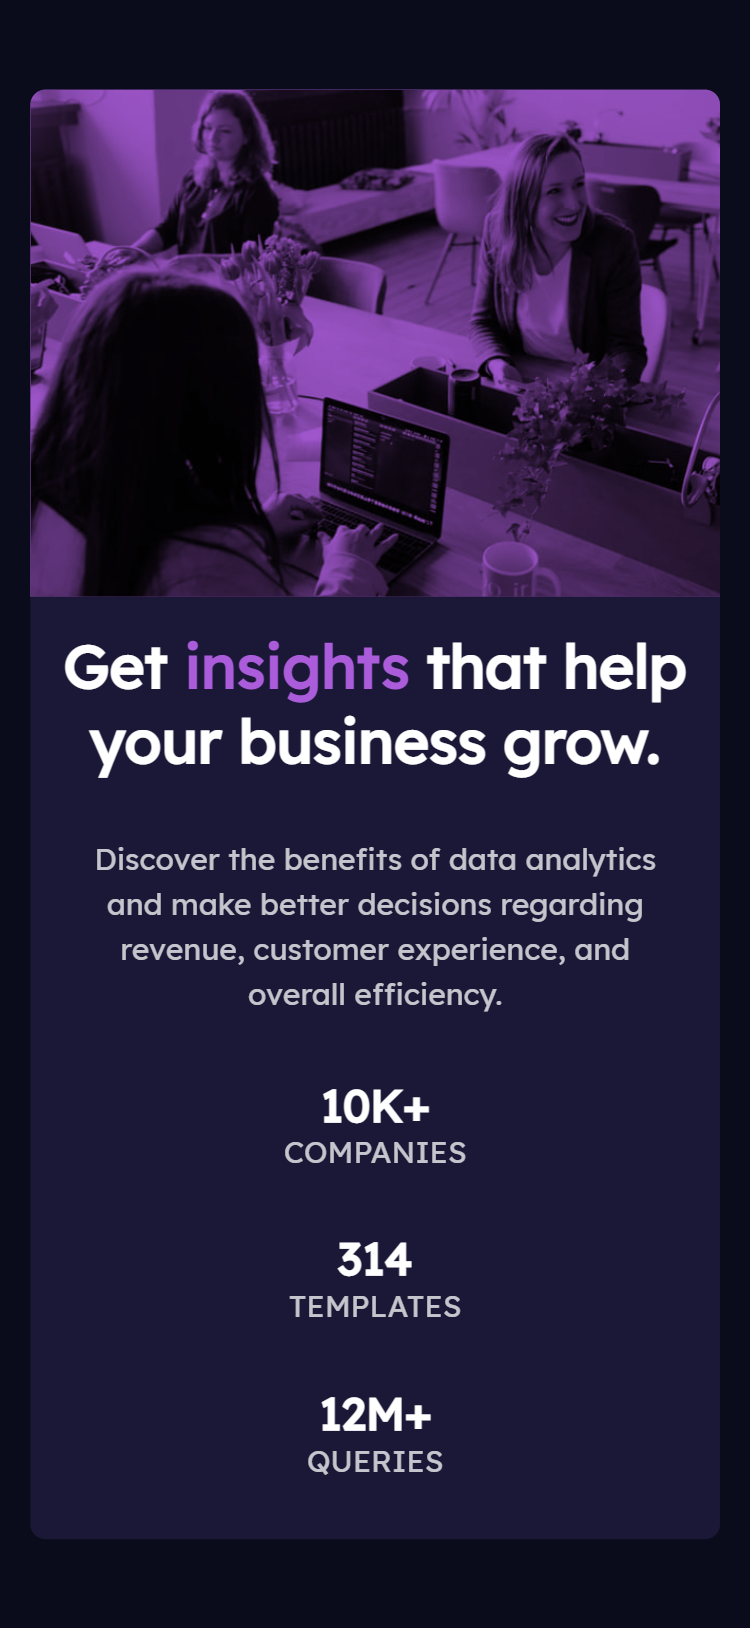 Get insights that help
your business grow.
Discover the benefits of data analytics
and make better decisions regarding
revenue, customer experience, and
overall efficiency.
10K+
COMPANIES
314
TEMPLATES
12M+
QUERIES